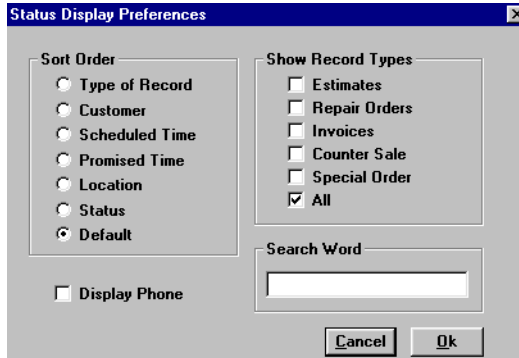 Status Display Preferences
Sort Order
Type of Record
Customer
Scheduled Time
Promised Time
Location
Status
Default
Display Phone
Show Record Types
Estimates
Repair Orders
Invoices
Counter Sale
Special Order
All
Search Word
Cancel
Ok